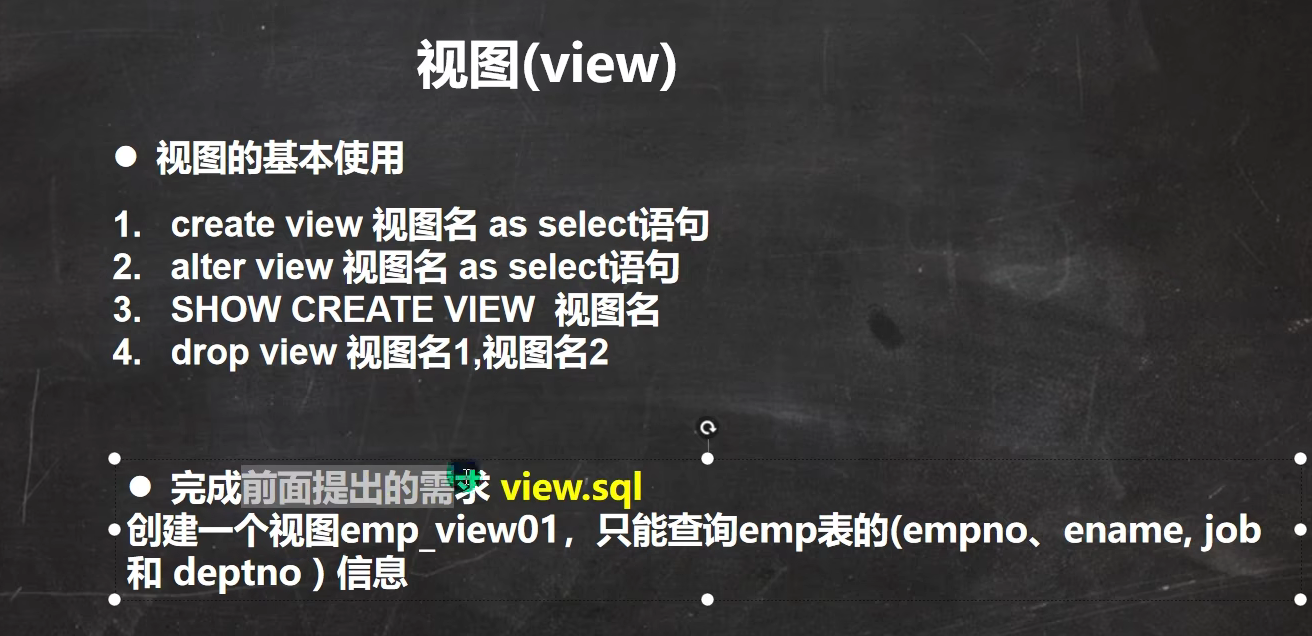 视图(view)
● 视图的基本使用
1. create view 视图名 as select语句
2. alter view 视图名 as select语句
3. SHOW CREATE VIEW 视图名
4. drop view 视图名1,视图名2
● 完成前面提出的需求 view.sql
创建一个视图emp_view01，只能查询emp表的(empno、ename, job
和 deptno ) 信息